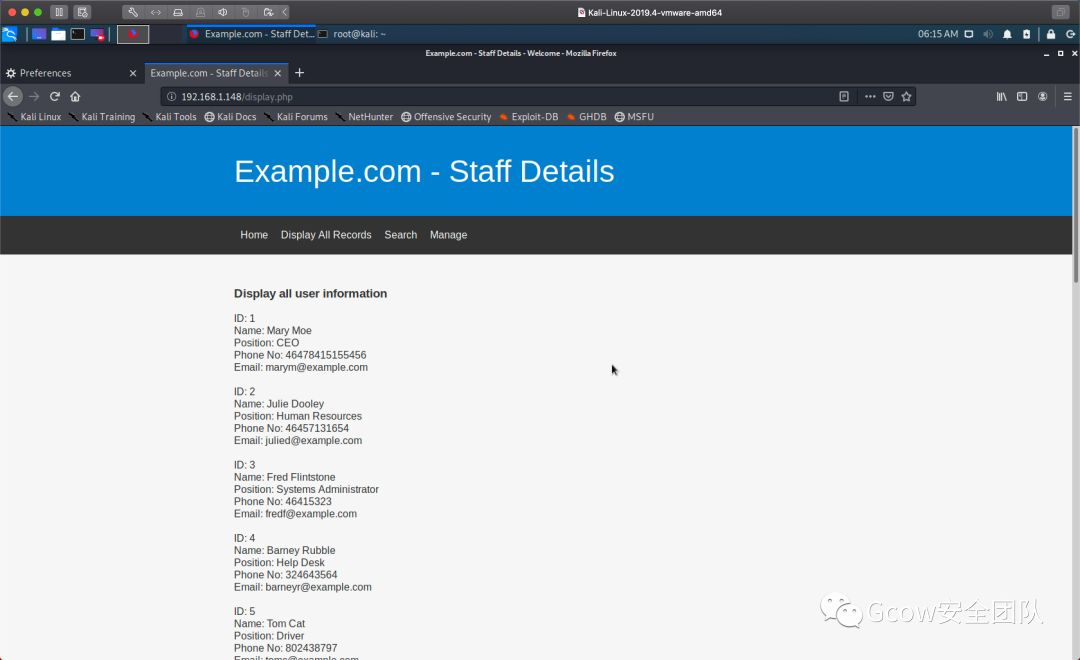 Kali-Linux-2019.4-vmware-amd64
Example.com - Staff Det... root@kali: ~ 06:15 AM
Example.com - Staff Details - Welcome - Mozilla Firefox
Preferences Example.com - Staff Details
192.168.1.148/display.php
Kali Linux Kali Training Kali Tools Kali Docs Kali Forums NetHunter Offensive Security Exploit-DB GHDB MSFU
Example.com - Staff Details
Home Display All Records Search Manage
Display all user information
ID: 1
Name: Mary Moe
Position: CEO
Phone No: 46478415155456
Email: marym@example.com
ID: 2
Name: Julie Dooley
Position: Human Resources
Phone No: 46457131654
Email: julied@example.com
ID: 3
Name: Fred Flintstone
Position: Systems Administrator
Phone No: 46415323
Email: fredf@example.com
ID: 4
Name: Barney Rubble
Position: Help Desk
Phone No: 324643564
Email: barneyr@example.com
ID: 5
Name: Tom Cat
Position: Driver
Phone No: 802438797
Email: tomc@example.com
Gcow安全团队